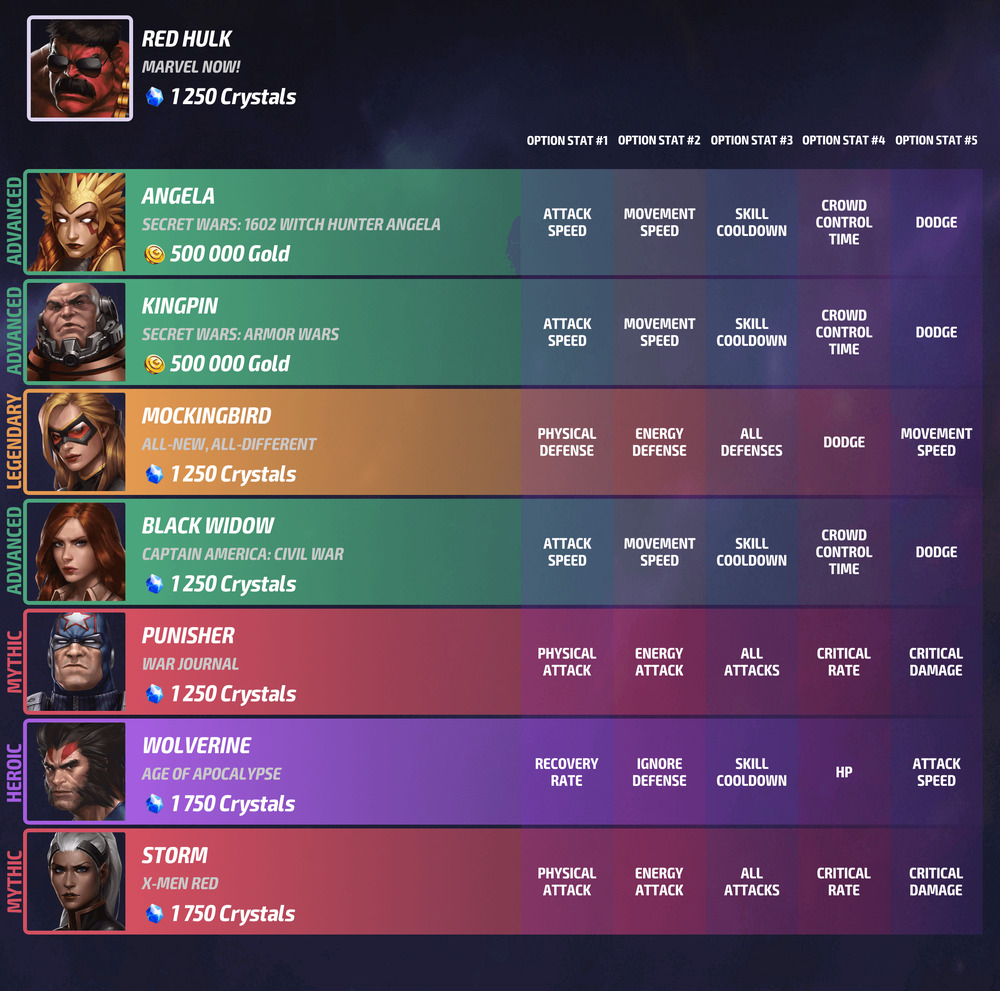 RED HULK
MARVEL NOW!
1 250 Crystals
OPTION STAT #1 OPTION STAT #2 OPTION STAT #3 OPTION STAT #4 OPTION STAT #5
ADVANCED
ANGELA
SECRET WARS: 1602 WITCH HUNTER ANGELA
500 000 Gold
ATTACK
SPEED
MOVEMENT
SPEED
SKILL
COOLDOWN
CROWD
CONTROL
TIME
DODGE
ADVANCED
KINGPIN
SECRET WARS: ARMOR WARS
500 000 Gold
ATTACK
SPEED
MOVEMENT
SPEED
SKILL
COOLDOWN
CROWD
CONTROL
TIME
DODGE
LEGENDARY
MOCKINGBIRD
ALL-NEW, ALL-DIFFERENT
1 250 Crystals
PHYSICAL
DEFENSE
ENERGY
DEFENSE
ALL
DEFENSES
DODGE
MOVEMENT
SPEED
ADVANCED
BLACK WIDOW
CAPTAIN AMERICA: CIVIL WAR
1 250 Crystals
ATTACK
SPEED
MOVEMENT
SPEED
SKILL
COOLDOWN
CROWD
CONTROL
TIME
DODGE
MYTHIC
PUNISHER
WAR JOURNAL
1 250 Crystals
PHYSICAL
ATTACK
ENERGY
ATTACK
ALL
ATTACKS
CRITICAL
RATE
CRITICAL
DAMAGE
HEROIC
WOLVERINE
AGE OF APOCALYPSE
1 750 Crystals
RECOVERY
RATE
IGNORE
DEFENSE
SKILL
COOLDOWN
HP
ATTACK
SPEED
MYTHIC
STORM
X-MEN RED
1 750 Crystals
PHYSICAL
ATTACK
ENERGY
ATTACK
ALL
ATTACKS
CRITICAL
RATE
CRITICAL
DAMAGE